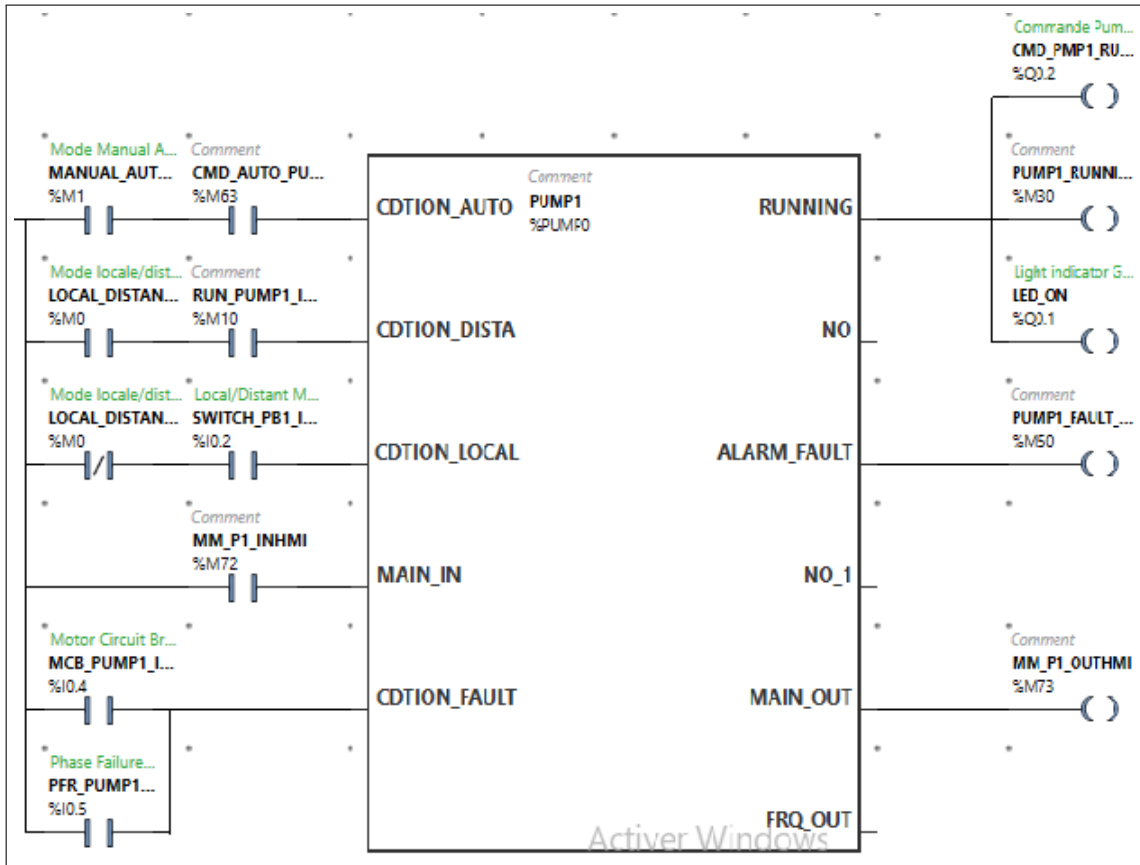 Commande Pum...
CMD_PMP1_RU...
%Q0.2
Mode Manual A...
MANUAL_AUT...
%M1
Comment
CMD_AUTO_PU...
%M63
CDTION_AUTO
Comment
PUMP1
%PUMP0
RUNNING
Comment
PUMP1_RUNNI...
%M30
Mode locale/dist...
LOCAL_DISTAN...
%M0
Comment
RUN_PUMP1_I...
%M10
CDTION_DISTA
NO
Light indicator G...
LED_ON
%Q0.1
Mode locale/dist...
LOCAL_DISTAN...
%M0
Local/Distant M...
SWITCH_PB1_I...
%I0.2
CDTION_LOCAL
ALARM_FAULT
Comment
PUMP1_FAULT_...
%M50
Comment
MM_P1_INHMI
%M72
MAIN_IN
NO_1
Motor Circuit Br...
MCB_PUMP1_I...
%I0.4
CDTION_FAULT
MAIN_OUT
Comment
MM_P1_OUTHMI
%M73
Phase Failure...
PFR_PUMP1...
%I0.5
FRQ_OUT
Activer Windows